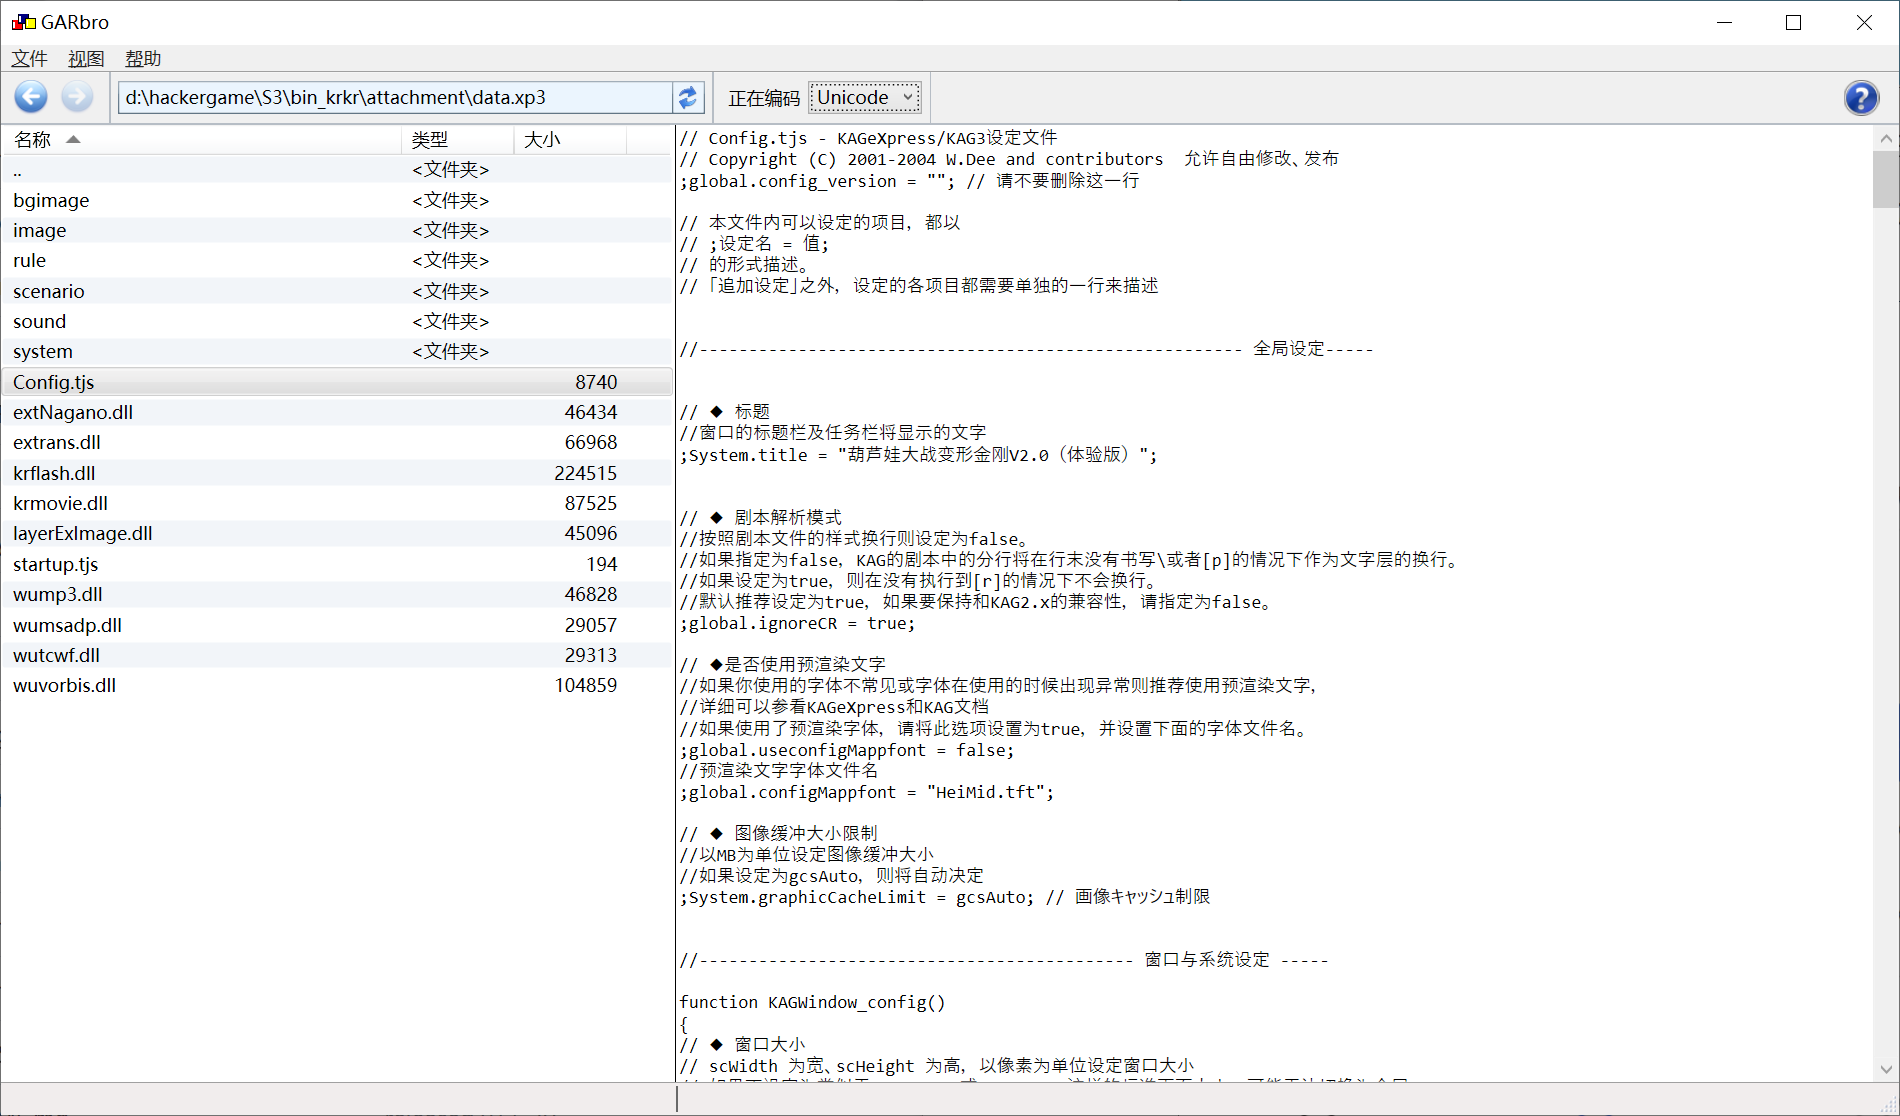 GARbro
文件 视图 帮助
d:\hackergame\S3\bin_krkr\attachment\data.xp3 正在编码 Unicode
名称 类型 大小
.. <文件夹>
bgimage <文件夹>
image <文件夹>
rule <文件夹>
scenario <文件夹>
sound <文件夹>
system <文件夹>
Config.tjs 8740
extNagano.dll 46434
extrans.dll 66968
krflash.dll 224515
krmovie.dll 87525
layerExImage.dll 45096
startup.tjs 194
wump3.dll 46828
wumsadp.dll 29057
wutcwf.dll 29313
wuvorbis.dll 104859
// Config.tjs - KAGeXpress/KAG3设定文件
// Copyright (C) 2001-2004 W.Dee and contributors 允许自由修改、发布
;global.config_version = ""; // 请不要删除这一行
// 本文件内可以设定的项目，都以
// ;设定名 = 值;
// 的形式描述。
//「追加设定」之外，设定的各项目都需要单独的一行来描述
//------------------------------------------------------- 全局设定-----
// ◆ 标题
//窗口的标题栏及任务栏将显示的文字
;System.title = "葫芦娃大战变形金刚V2.0（体验版）";
// ◆ 剧本解析模式
//按照剧本文件的样式换行则设定为false。
//如果指定为false，KAG的剧本中的分行将在行末没有书写\或者[p]的情况下作为文字层的换行。
//如果设定为true，则在没有执行到[r]的情况下不会换行。
//默认推荐设定为true，如果要保持和KAG2.x的兼容性，请指定为false。
;global.ignoreCR = true;
// ◆是否使用预渲染文字
//如果你使用的字体不常见或字体在使用的时候出现异常则推荐使用预渲染文字，
//详细可以参看KAGeXpress和KAG文档
//如果使用了预渲染字体，请将此选项设置为true，并设置下面的字体文件名。
;global.useconfigMappfont = false;
//预渲染文字字体文件名
;global.configMappfont = "HeiMid.tft";
// ◆ 图像缓冲大小限制
//以MB为单位设定图像缓冲大小
//如果设定为gcsAuto，则将自动决定
;System.graphicCacheLimit = gcsAuto; // 画像キャッシュ制限
//-------------------------------------------- 窗口与系统设定 -----
function KAGWindow_config()
{
// ◆ 窗口大小
// scWidth 为宽、scHeight 为高，以像素为单位设定窗口大小